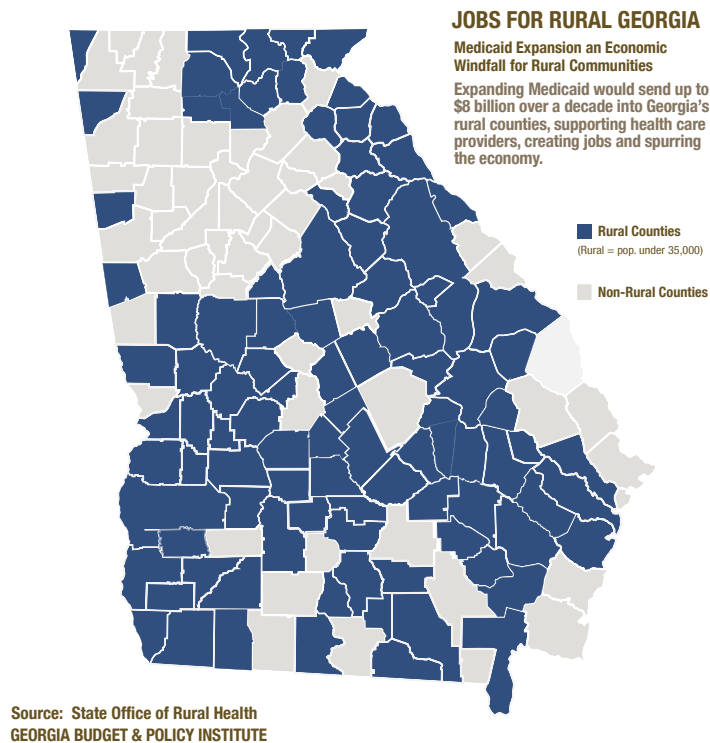 JOBS FOR RURAL GEORGIA
Medicaid Expansion an Economic
Windfall for Rural Communities
Expanding Medicaid would send up to
$8 billion over a decade into Georgia's
rural counties, supporting health care
providers, creating jobs and spurring
the economy.
Rural Counties
(Rural = pop. under 35,000)
Non-Rural Counties
Source: State Office of Rural Health
GEORGIA BUDGET & POLICY INSTITUTE